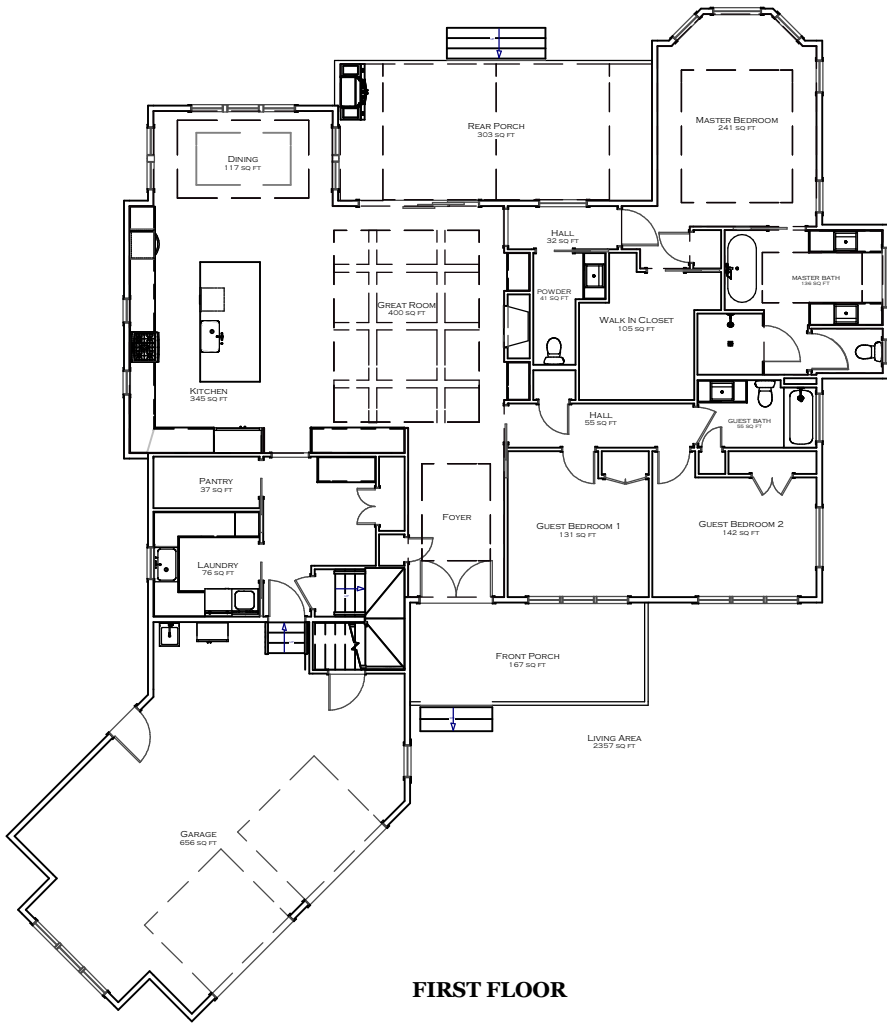 REAR PORCH
303 SQ FT
MASTER BEDROOM
241 SQ FT
DINING
117 SQ FT
HALL
32 SQ FT
MASTER BATH
136 SQ FT
POWDER
41 SQ FT
GREAT ROOM
400 SQ FT
WALK IN CLOSET
105 SQ FT
KITCHEN
345 SQ FT
HALL
55 SQ FT
GUEST BATH
55 SQ FT
PANTRY
37 SQ FT
FOYER
GUEST BEDROOM 1
131 SQ FT
GUEST BEDROOM 2
142 SQ FT
LAUNDRY
76 SQ FT
FRONT PORCH
167 SQ FT
LIVING AREA
2357 SQ FT
GARAGE
656 SQ FT
FIRST FLOOR